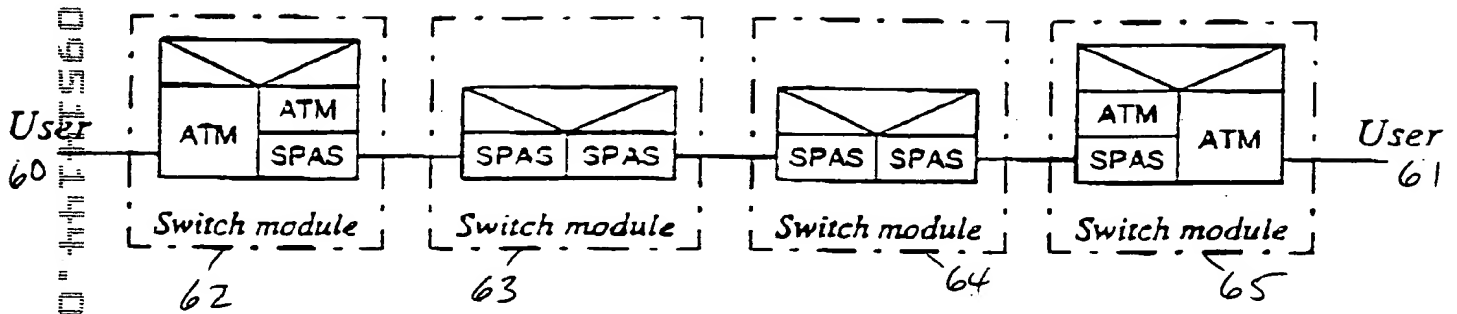 ATM
ATM
SPAS
SPAS SPAS
SPAS SPAS
ATM
SPAS
ATM
User
60
User
61
Switch module
Switch module
Switch module
Switch module
62
63
64
65